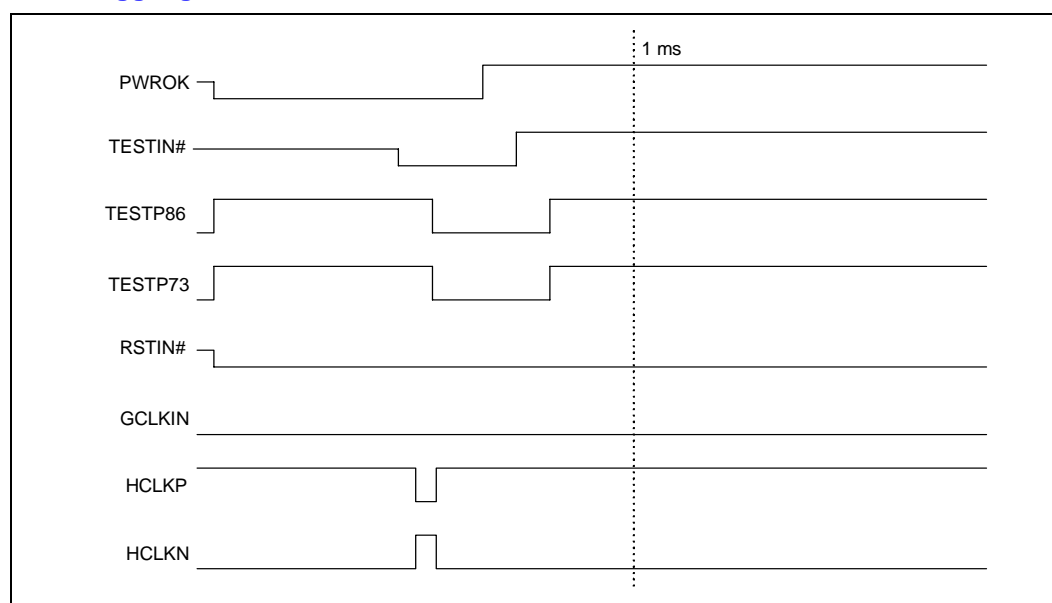 1 ms
PWROK
TESTIN#
TESTP86
TESTP73
RSTIN#
GCLKIN
HCLKP
HCLKN